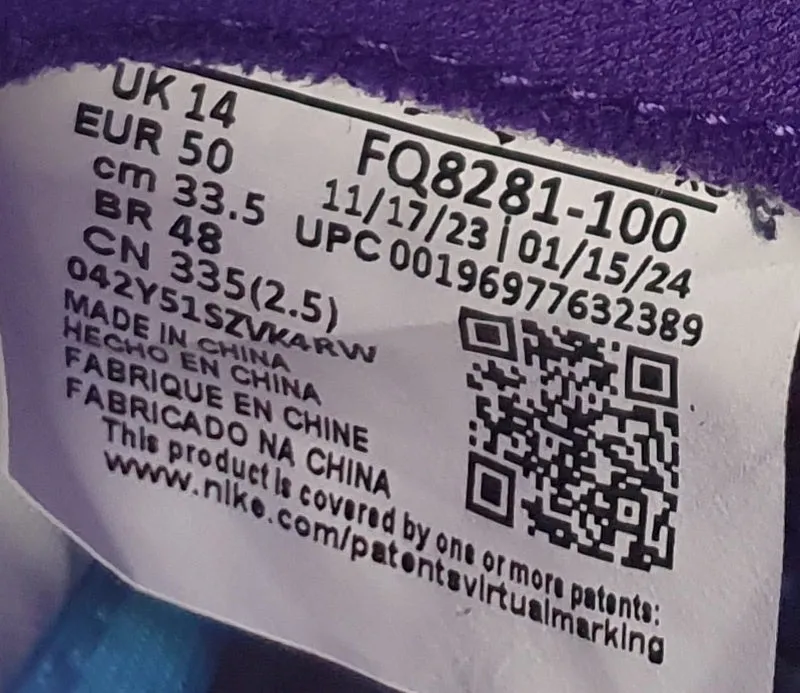 UK 14
EUR 50
cm 33.5
BR 48
CN 335(2.5)
FQ8281-100
11/17/23 | 01/15/24
UPC 00196977632389
042Y51SZVK4RW
MADE IN CHINA
HECHO EN CHINA
FABRIQUE EN CHINE
FABRICADO NA CHINA
This product is covered by one or more patents:
www.nike.com/patentsvirtualmarking